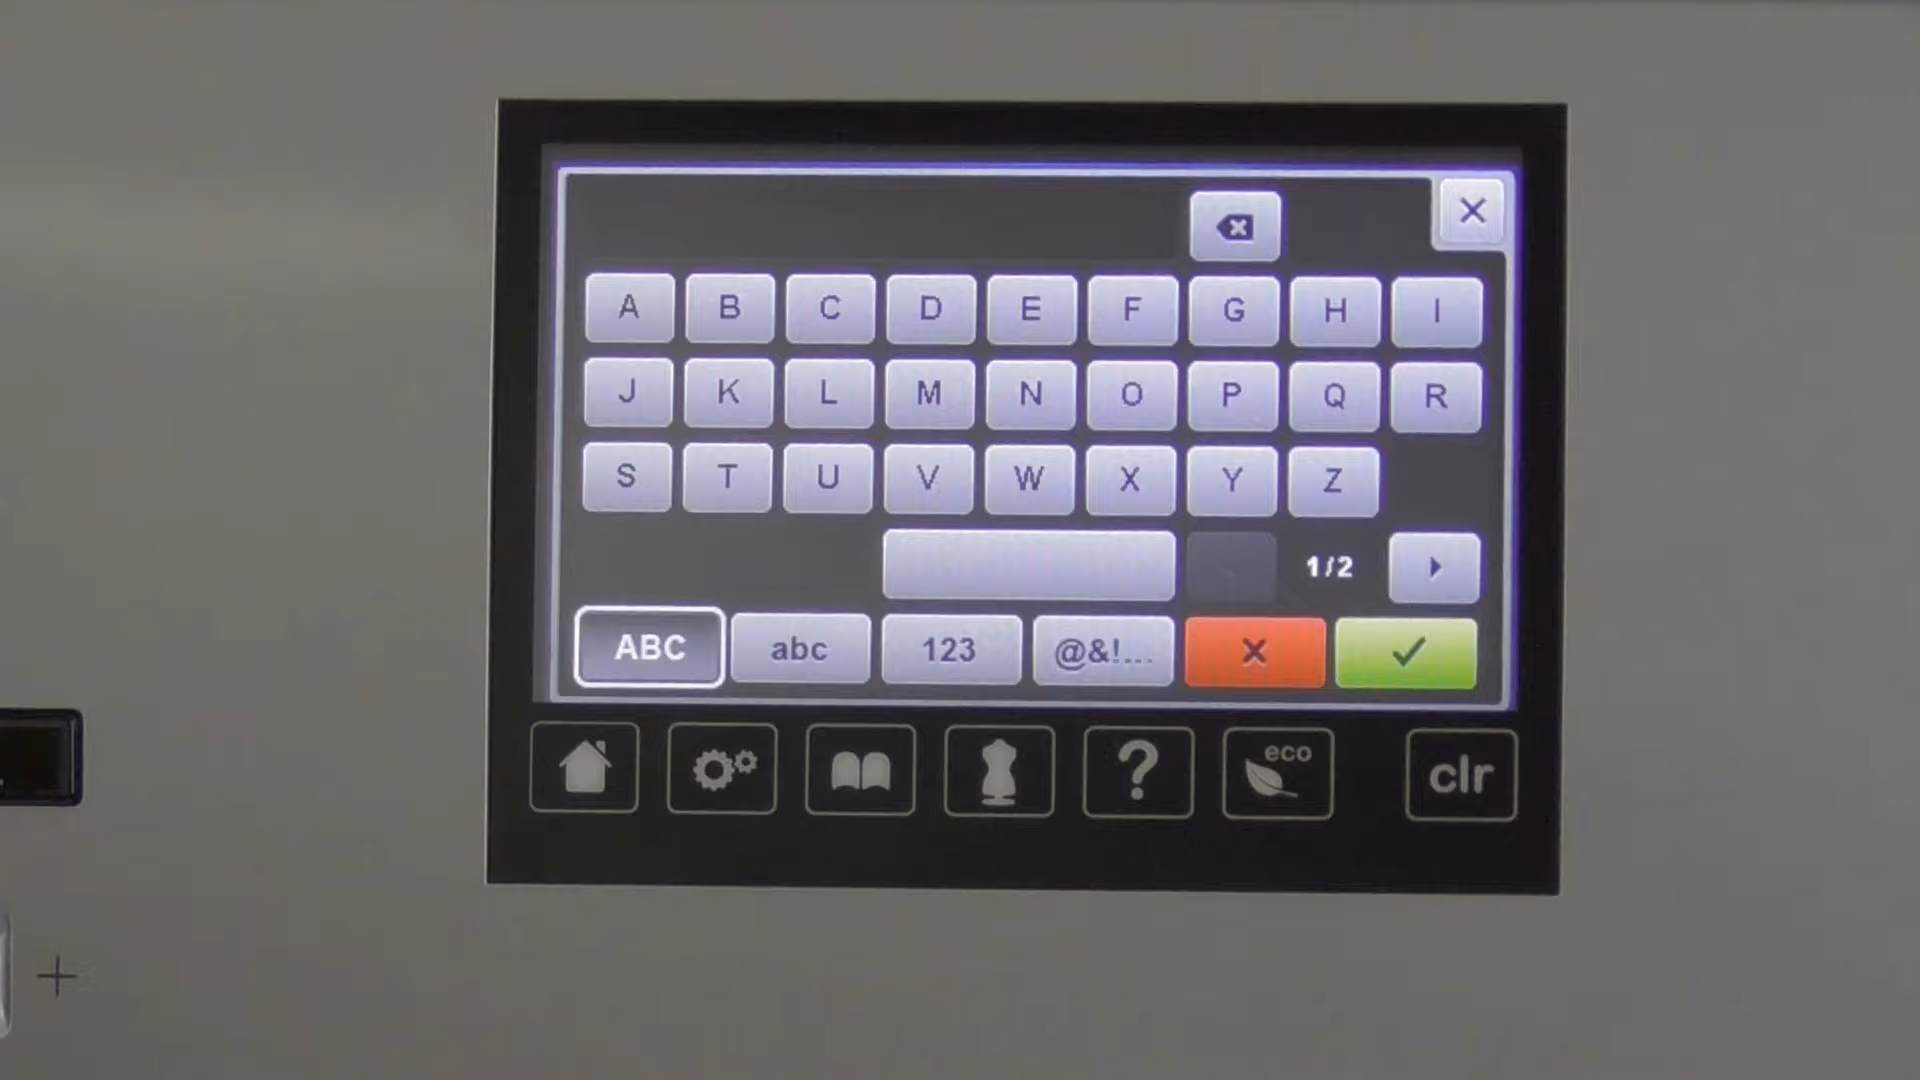 A B C D E F G H I
J K L M N O P Q R
S T U V W X Y Z
1/2
ABC abc 123 @&!...
? eco clr
+